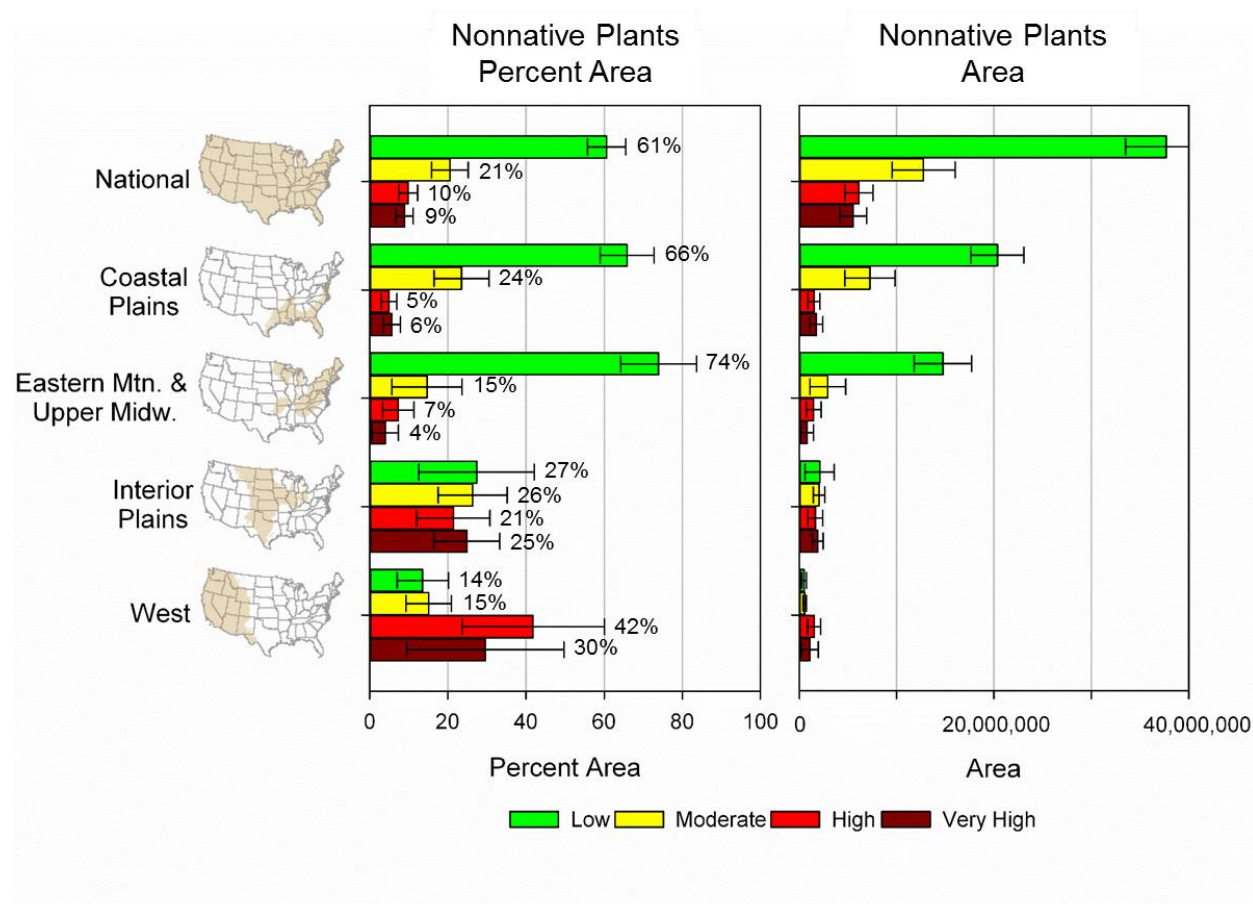 Nonnative Plants
Percent Area
Nonnative Plants
Area
National
61%
21%
10%
9%
Coastal
Plains
66%
24%
5%
6%
Eastern Mtn. &
Upper Midw.
74%
15%
7%
4%
Interior
Plains
27%
26%
21%
25%
West
14%
15%
42%
30%
0 20 40 60 80 100
0 20,000,000 40,000,000
Percent Area
Area
Low Moderate High Very High